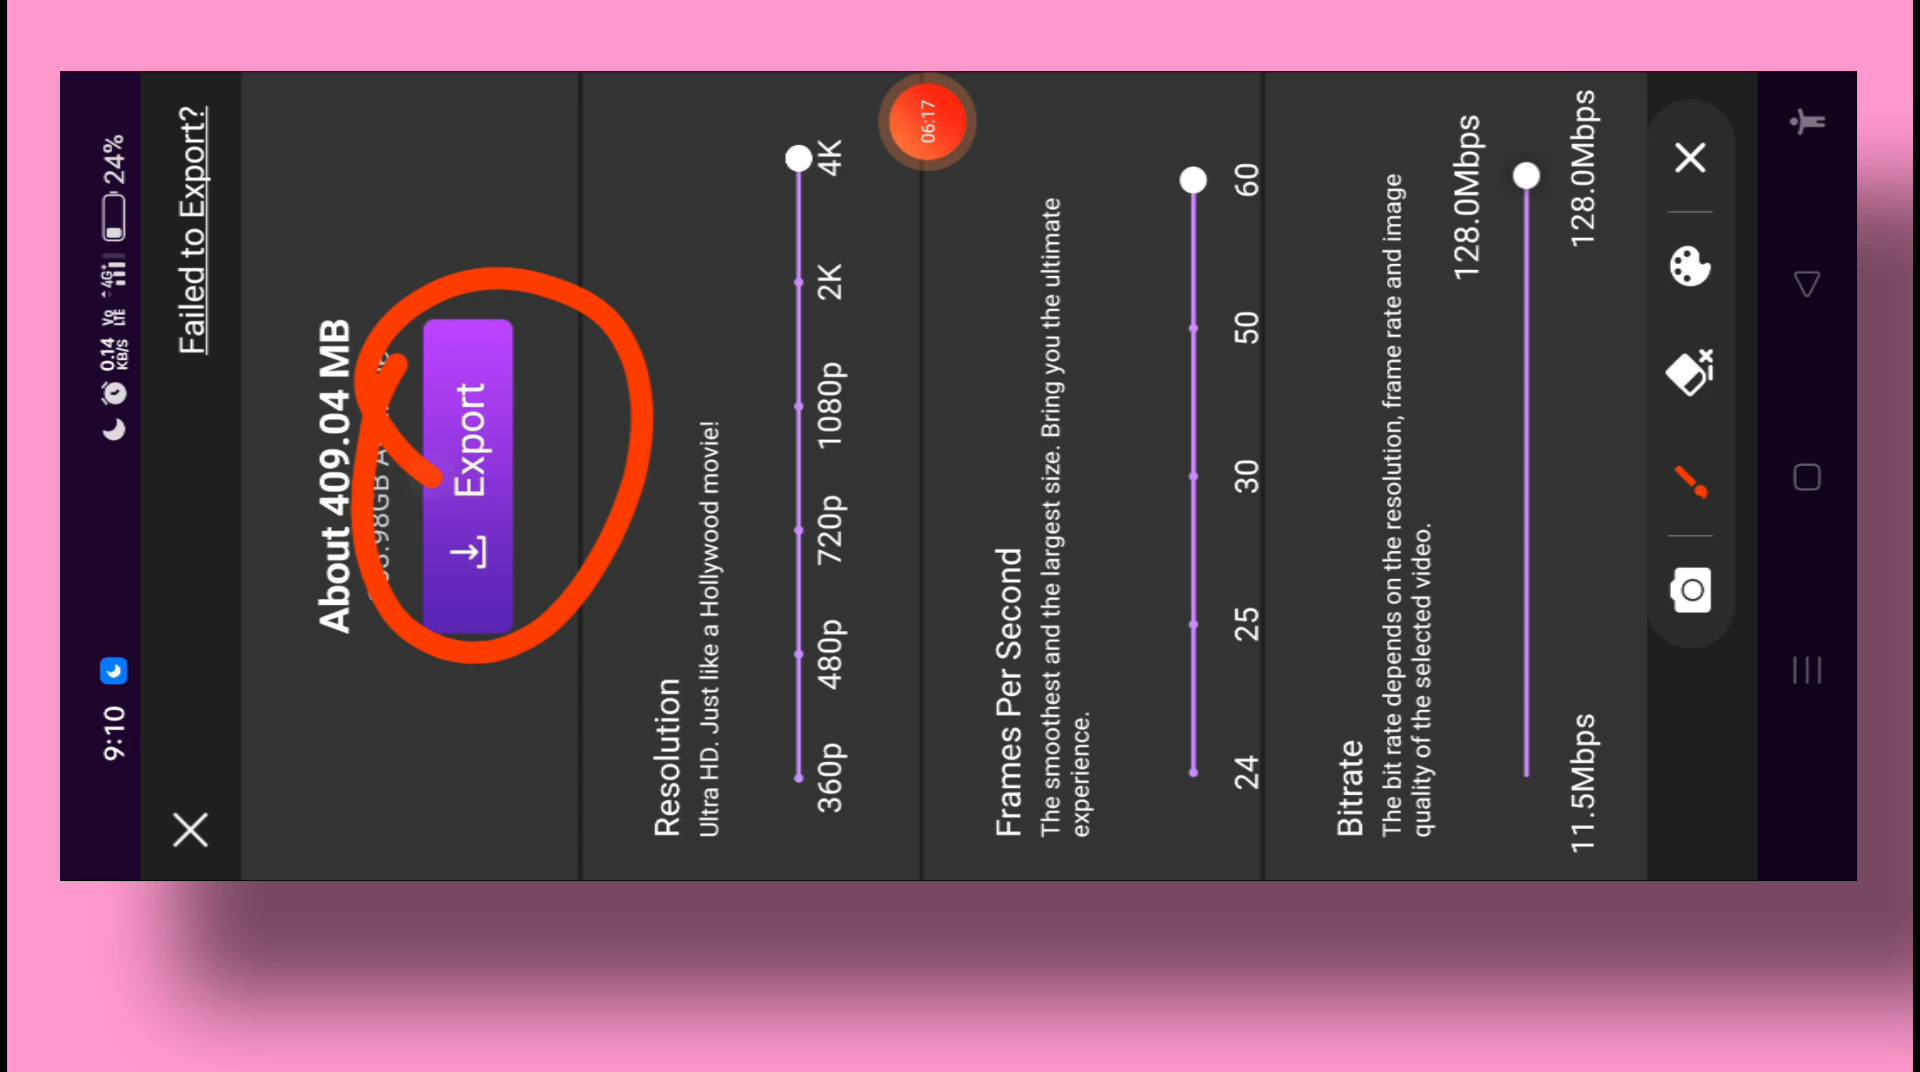 9:10
0.14
KB/S
Vo
LTE
4G+
24%
Failed to Export?
About 409.04 MB
Export
Resolution
Ultra HD. Just like a Hollywood movie!
360p 480p 720p 1080p 2K 4K
06:17
Frames Per Second
The smoothest and the largest size. Bring you the ultimate
experience.
24 25 30 50 60
Bitrate
The bit rate depends on the resolution, frame rate and image
quality of the selected video.
128.0Mbps
11.5Mbps 128.0Mbps